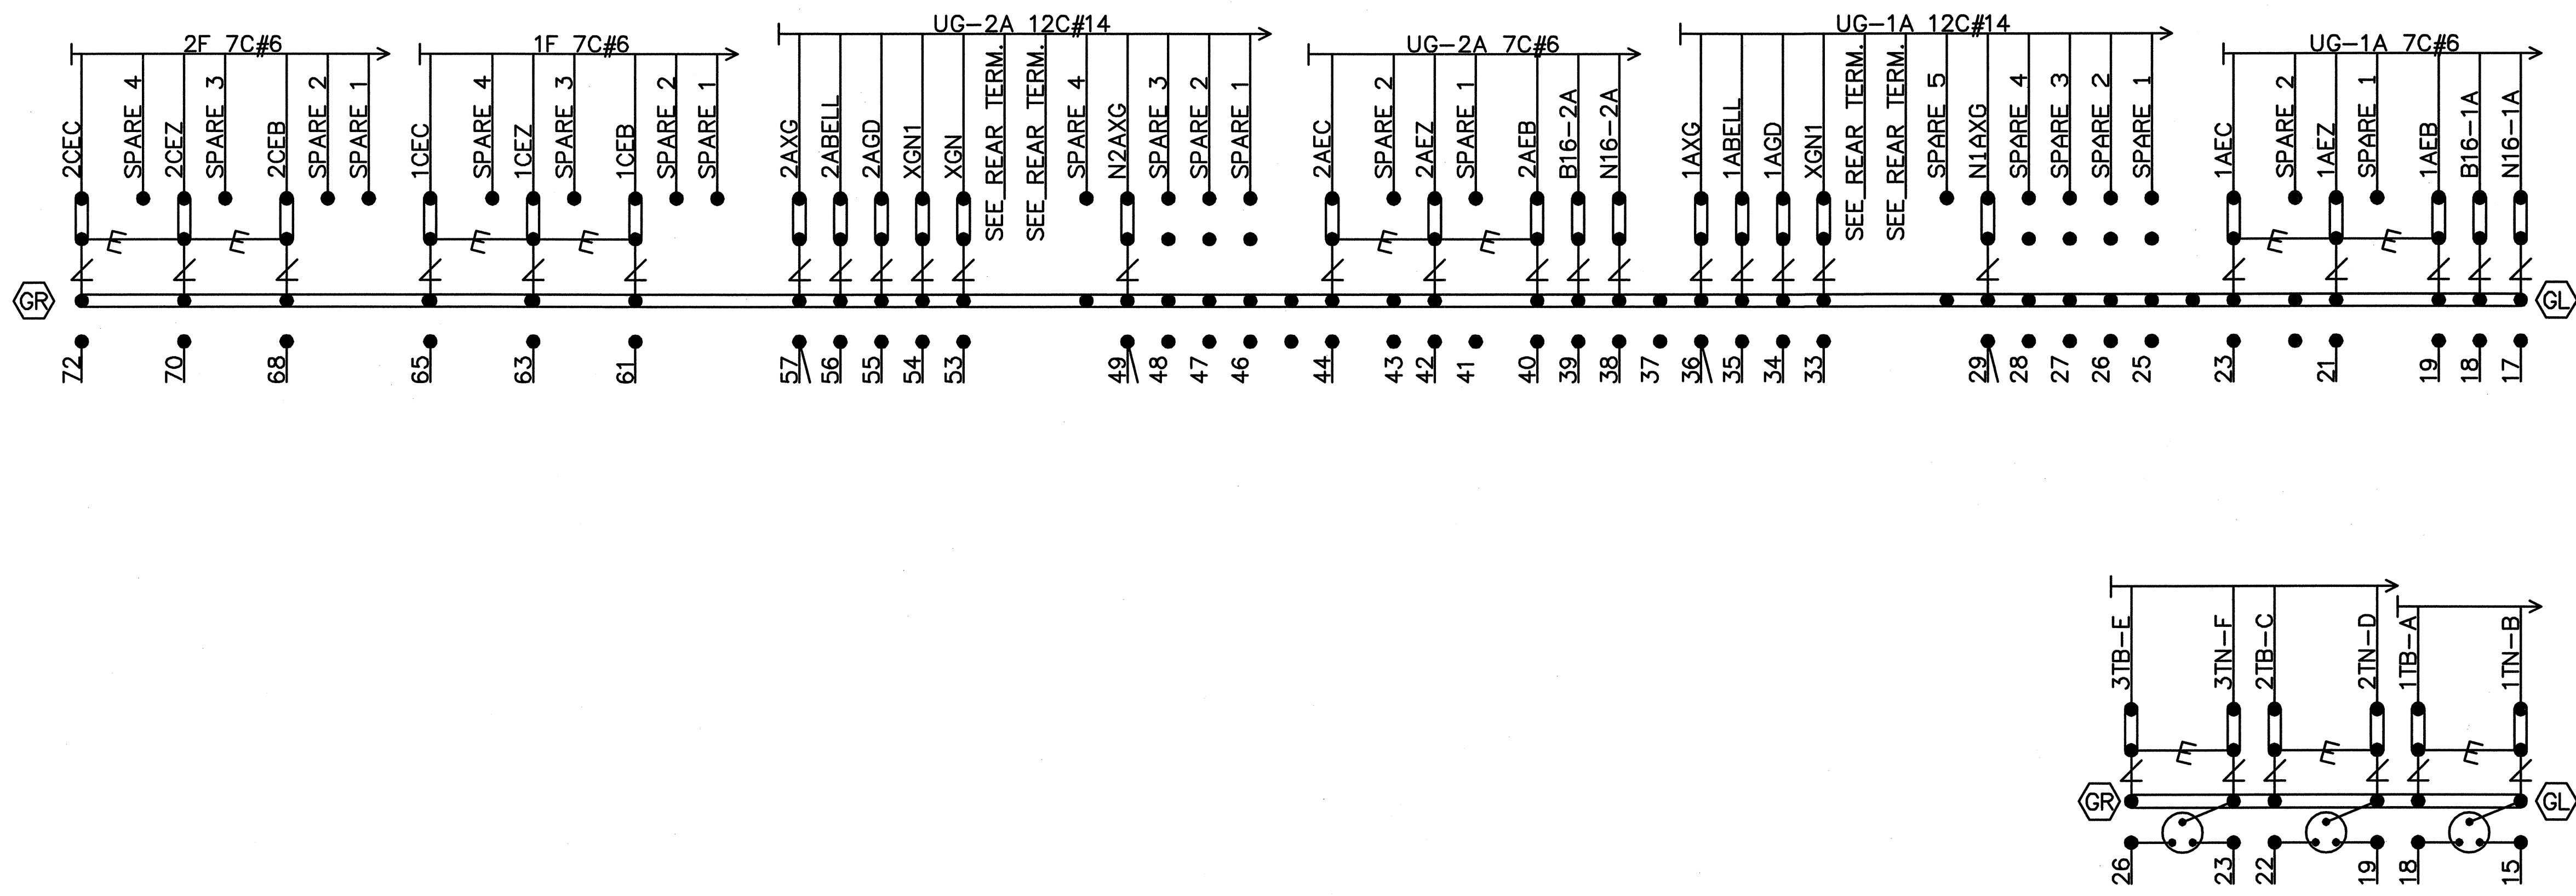 2F 7C#6
1F 7C#6
UG-2A 12C#14
UG-2A 7C#6
UG-1A 12C#14
UG-1A 7C#6
2CEC
SPARE 4
2CEZ
SPARE 3
2CEB
SPARE 2
SPARE 1
1CEC
SPARE 4
1CEZ
SPARE 3
1CEB
SPARE 2
SPARE 1
2AXG
2ABELL
2AGD
XGN1
XGN
SEE REAR TERM.
SEE REAR TERM.
SPARE 4
N2AXG
SPARE 3
SPARE 2
SPARE 1
2AEC
SPARE 2
2AEZ
SPARE 1
2AEB
B16-2A
N16-2A
1AXG
1ABELL
1AGD
XGN1
SEE REAR TERM.
SEE REAR TERM.
SPARE 5
N1AXG
SPARE 4
SPARE 3
SPARE 2
SPARE 1
1AEC
SPARE 2
1AEZ
SPARE 1
1AEB
B16-1A
N16-1A
GR
GL
72
70
68
65
63
61
57
56
55
54
53
49
48
47
46
44
43
42
41
40
39
38
37
36
35
34
33
29
28
27
26
25
23
21
19
18
17
3TB-E
3TN-F
2TB-C
2TN-D
1TB-A
1TN-B
GR
GL
26
23
22
19
18
15